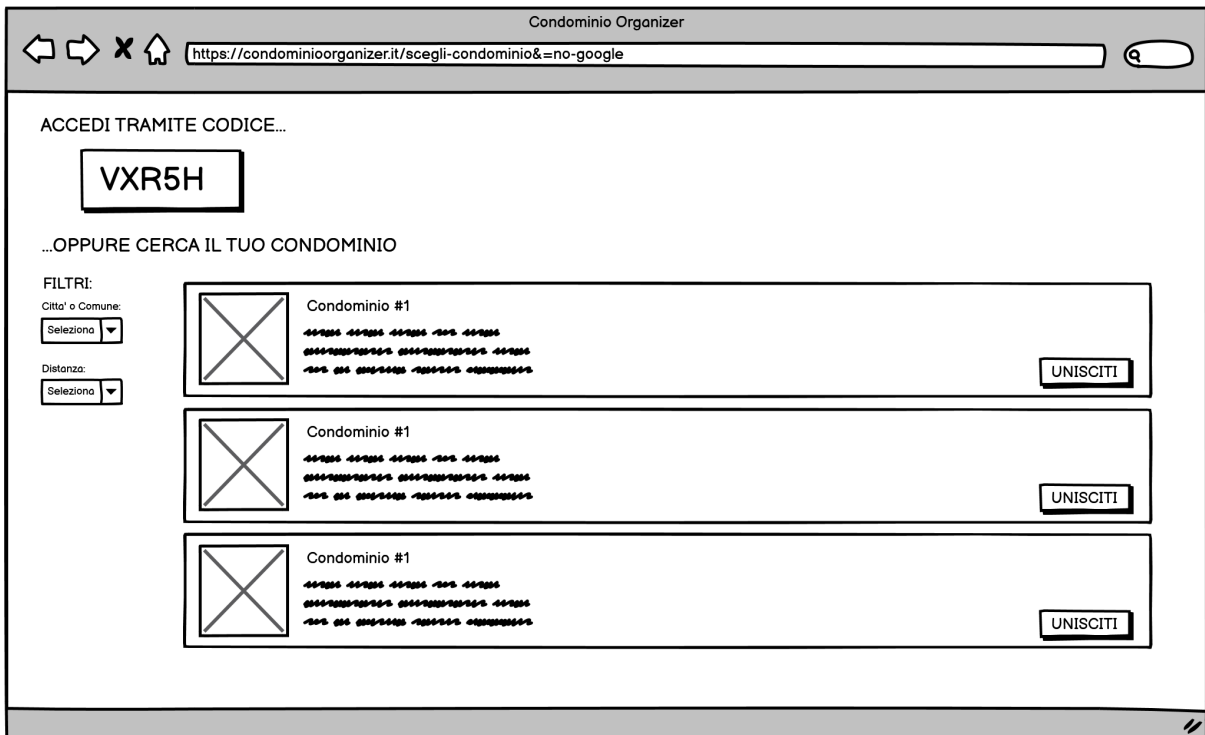 Condominio Organizer
https://condominioorganizer.it/scegli-condominio&=no-google
ACCEDI TRAMITE CODICE...
VXR5H
...OPPURE CERCA IL TUO CONDOMINIO
FILTRI:
Citta' o Comune:
Seleziona
Distanza:
Seleziona
Condominio #1
UNISCITI
Condominio #1
UNISCITI
Condominio #1
UNISCITI